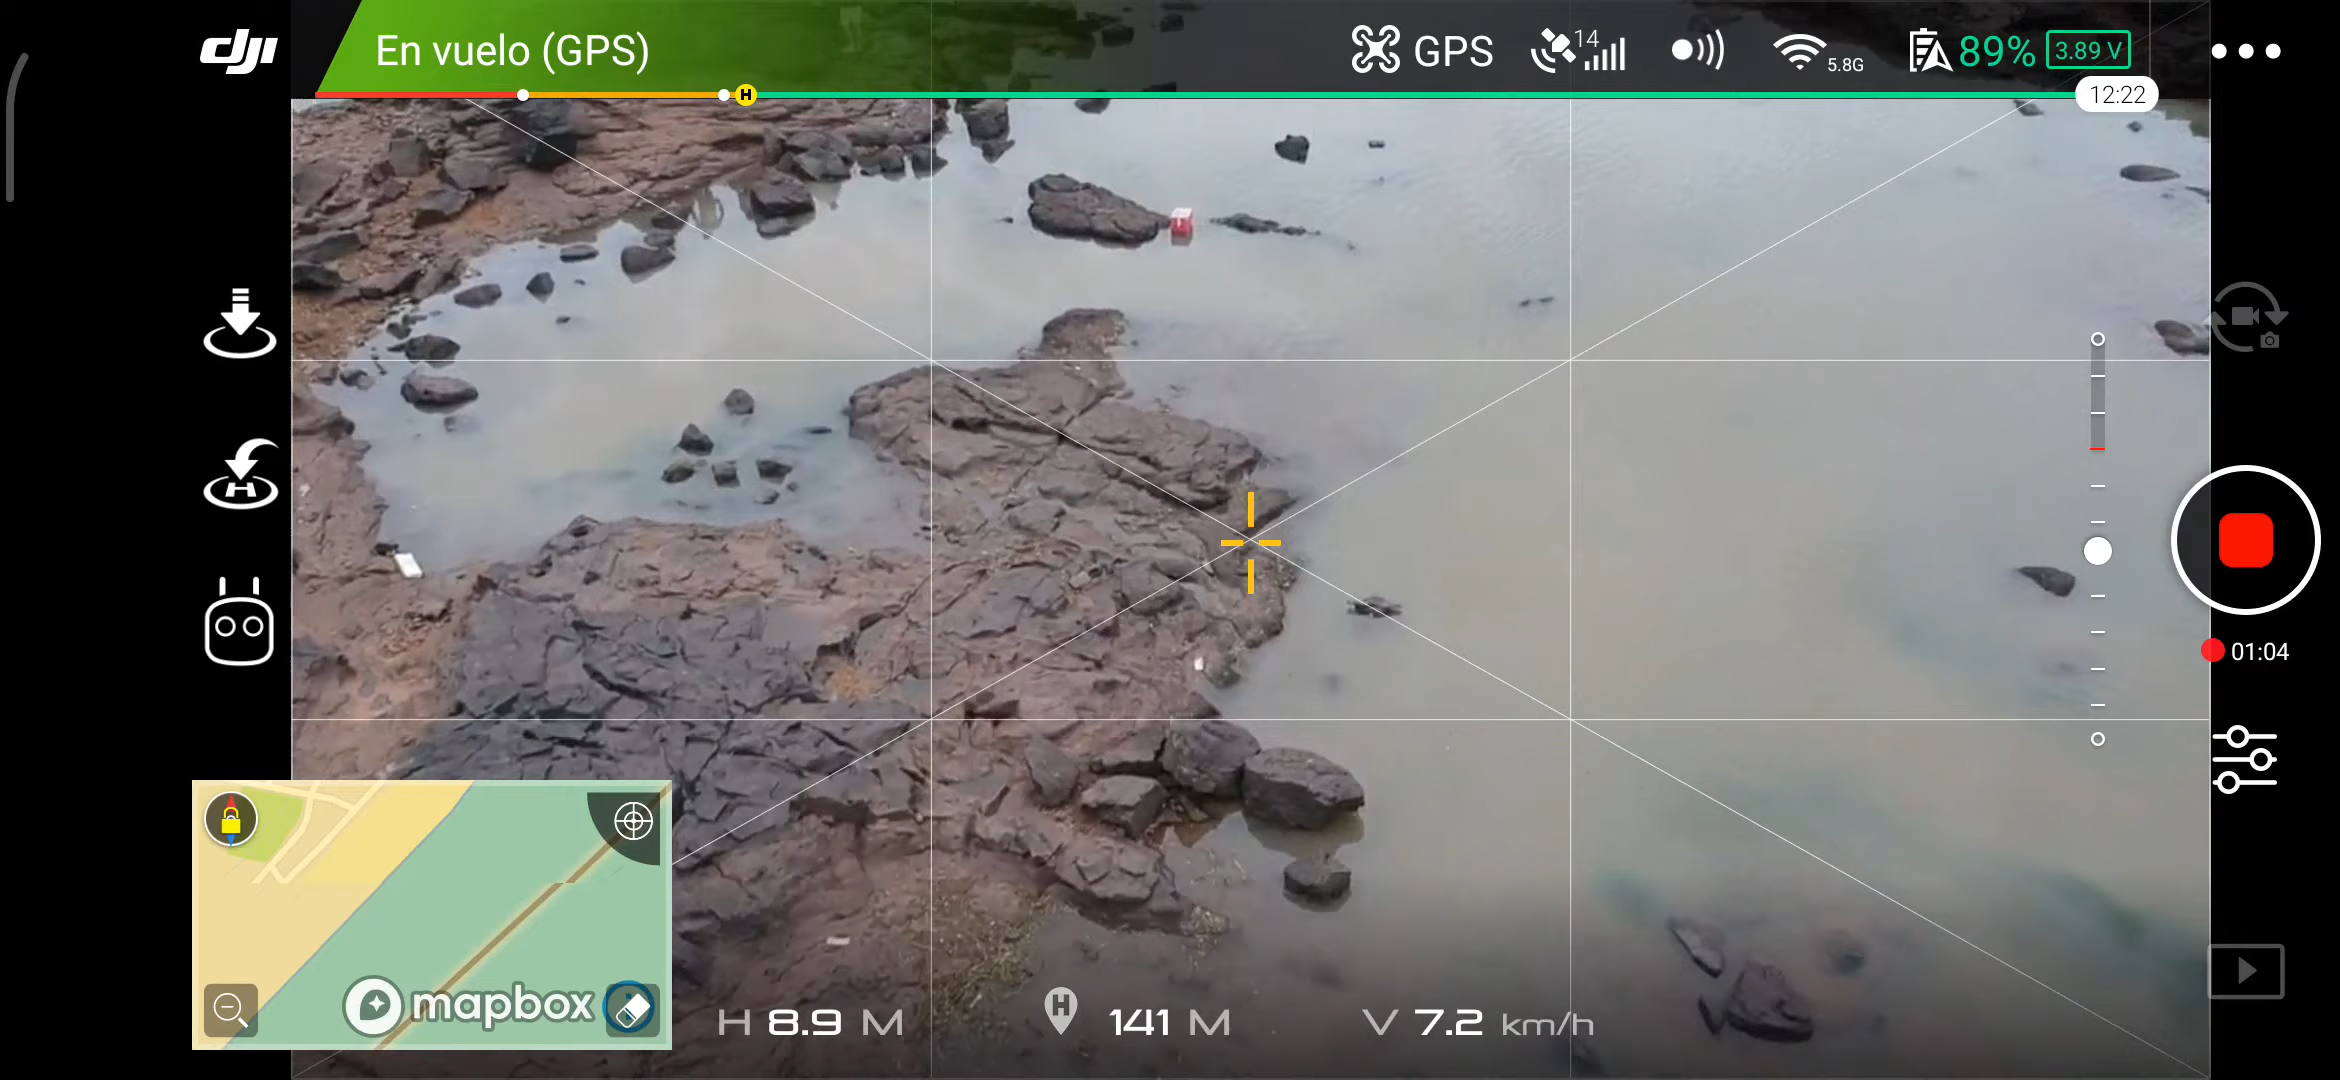 dji
En vuelo (GPS)
GPS
14
5.8G
89%
3.89 V
H
12:22
H
01:04
mapbox
H 8.9 M
H 141 M
V 7.2 km/h